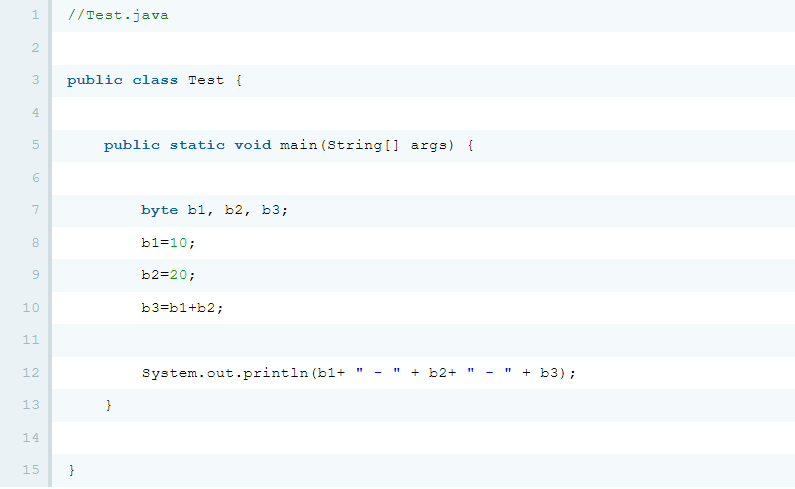 1 //Test.java
2
3 public class Test {
4
5 public static void main(String[] args) {
6
7 byte b1, b2, b3;
8 b1=10;
9 b2=20;
10 b3=b1+b2;
11
12 System.out.println(b1+ " - " + b2+ " - " + b3);
13 }
14
15 }